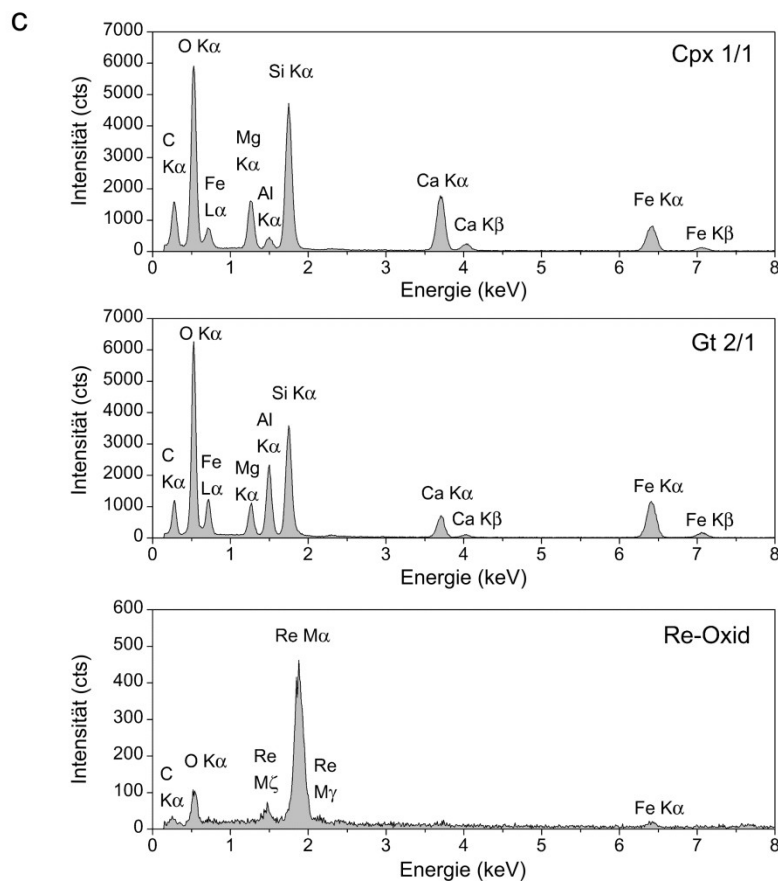 C
Cpx 1/1
Intensität (cts)
7000
6000
5000
4000
3000
2000
1000
0
O Kα
Si Kα
C
Kα
Fe
Lα
Mg
Kα
Al
Kα
Ca Kα
Ca Kβ
Fe Kα
Fe Kβ
0 1 2 3 4 5 6 7 8
Energie (keV)
Gt 2/1
Intensität (cts)
7000
6000
5000
4000
3000
2000
1000
0
O Kα
Si Kα
C
Kα
Fe
Lα
Mg
Kα
Al
Kα
Ca Kα
Ca Kβ
Fe Kα
Fe Kβ
0 1 2 3 4 5 6 7 8
Energie (keV)
Re-Oxid
Intensität (cts)
600
500
400
300
200
100
0
Re Mα
C
Kα
O Kα
Re
Mζ
Re
Mγ
Fe Kα
0 1 2 3 4 5 6 7 8
Energie (keV)